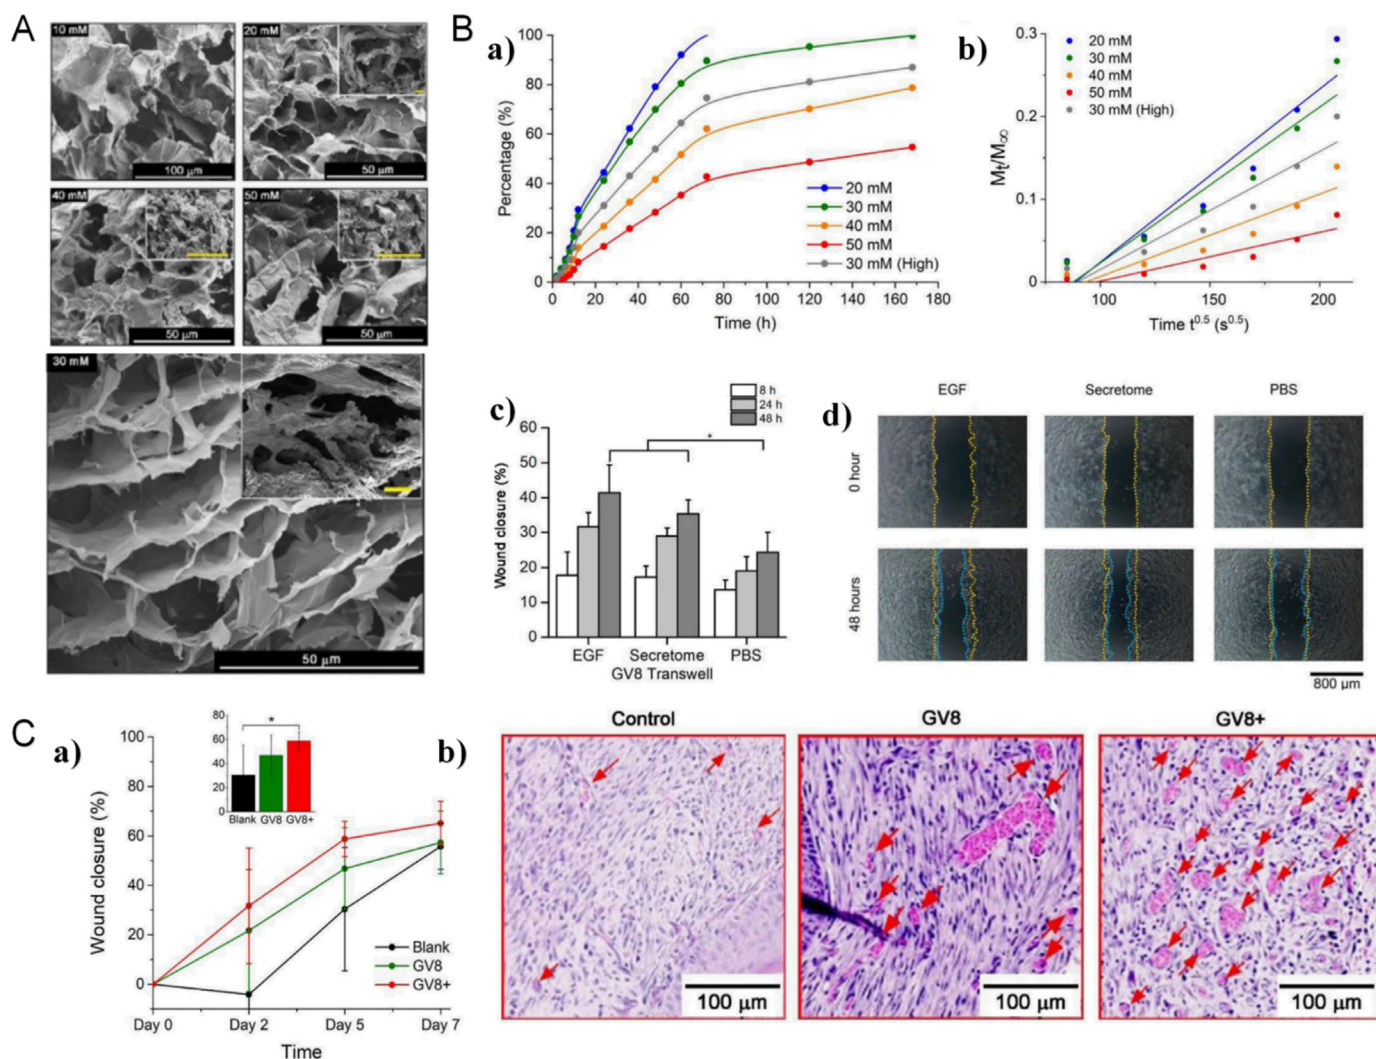 A
10 mM
100 µm
20 mM
50 µm
40 mM
50 µm
50 mM
50 µm
30 mM
50 µm
B
a)
100
80
60
40
20
0
Percentage (%)
20 mM
30 mM
40 mM
50 mM
30 mM (High)
0 20 40 60 80 100 120 140 160 180
Time (h)
b)
0.3
0.2
0.1
0
Mt/M∞
20 mM
30 mM
40 mM
50 mM
30 mM (High)
100 150 200
Time t^0.5 (s^0.5)
c)
8 h
24 h
48 h
60
50
40
30
20
10
0
Wound closure (%)
*
EGF Secretome PBS
GV8 Transwell
d)
EGF Secretome PBS
0 hour
48 hours
800 µm
C
a)
100
80
60
40
20
0
Wound closure (%)
80
60
40
20
0
*
Blank GV8 GV8+
Blank
GV8
GV8+
Day 0 Day 2 Day 5 Day 7
Time
b)
Control GV8 GV8+
100 µm 100 µm 100 µm